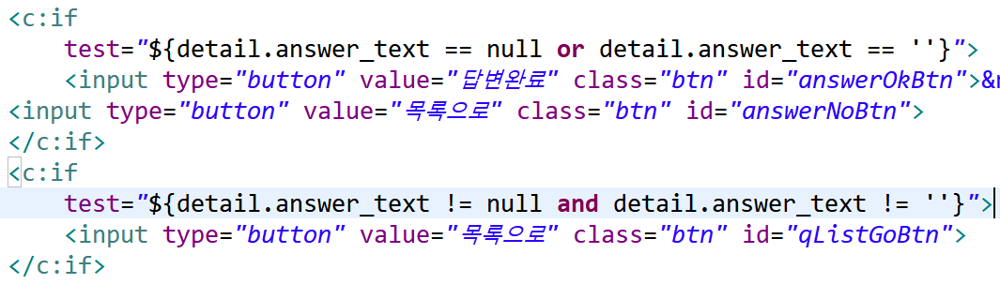 <c:if
test="${detail.answer_text == null or detail.answer_text == ''}">
<input type="button" value="답변완료" class="btn" id="answerOkBtn">
<input type="button" value="목록으로" class="btn" id="answerNoBtn">
</c:if>
<c:if
test="${detail.answer_text != null and detail.answer_text != ''}">
<input type="button" value="목록으로" class="btn" id="qListGoBtn">
</c:if>